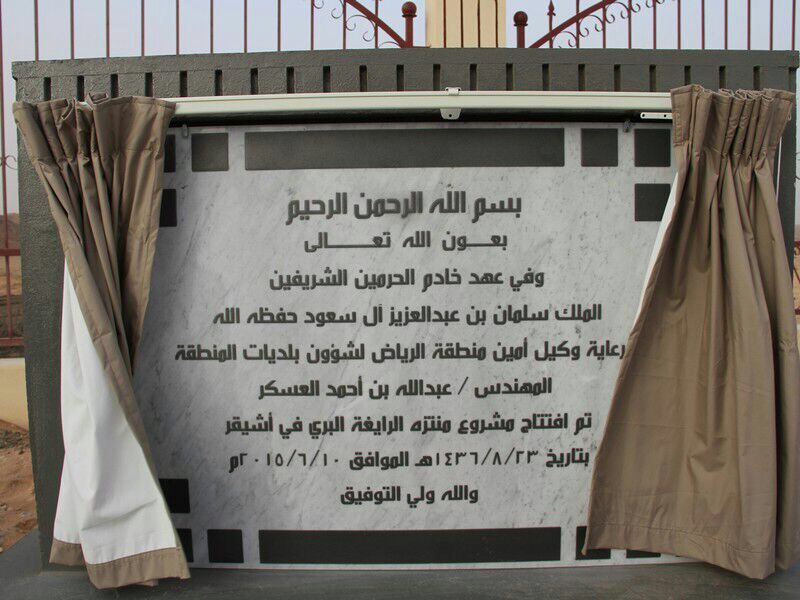 بسم الله الرحمن الرحيم
بعون الله تعالى
وفي عهد خادم الحرمين الشريفين
الملك سلمان بن عبدالعزيز آل سعود حفظه الله
رعاية وكيل أمين منطقة الرياض لشؤون بلديات المنطقة
المهندس / عبدالله بن أحمد العسكر
تم افتتاح مشروع منتزه الرايغة البري في أشيقر
بتاريخ ١٤٣٦/٨/٢٣هـ الموافق ٢٠١٥/٦/١٠م
والله ولي التوفيق